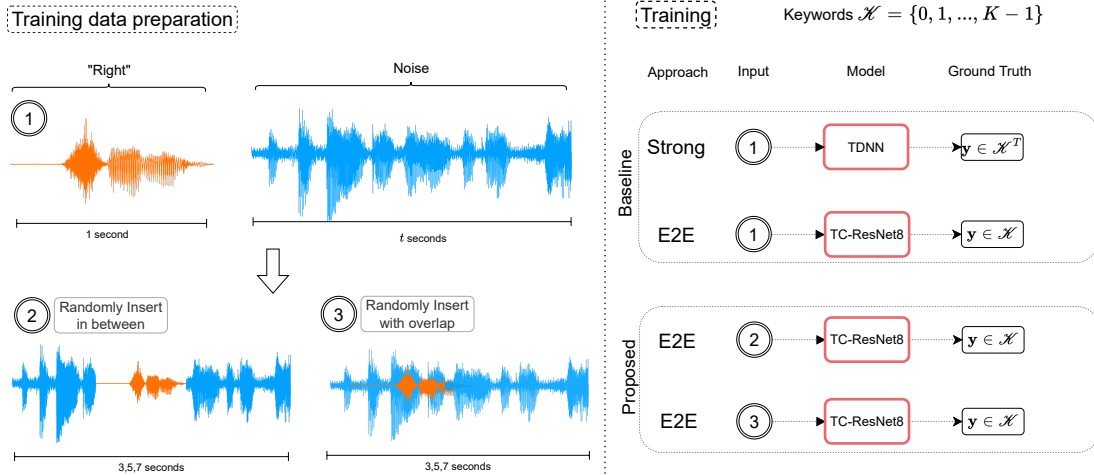 Training data preparation
"Right"
Noise
1
1 second
t seconds
2
Randomly Insert
in between
3
Randomly Insert
with overlap
3,5,7 seconds
3,5,7 seconds
Training
Keywords 𝒦 = {0, 1, ..., K − 1}
Approach Input Model Ground Truth
Baseline
Strong 1 TDNN y ∈ 𝒦^T
E2E 1 TC-ResNet8 y ∈ 𝒦
Proposed
E2E 2 TC-ResNet8 y ∈ 𝒦
E2E 3 TC-ResNet8 y ∈ 𝒦